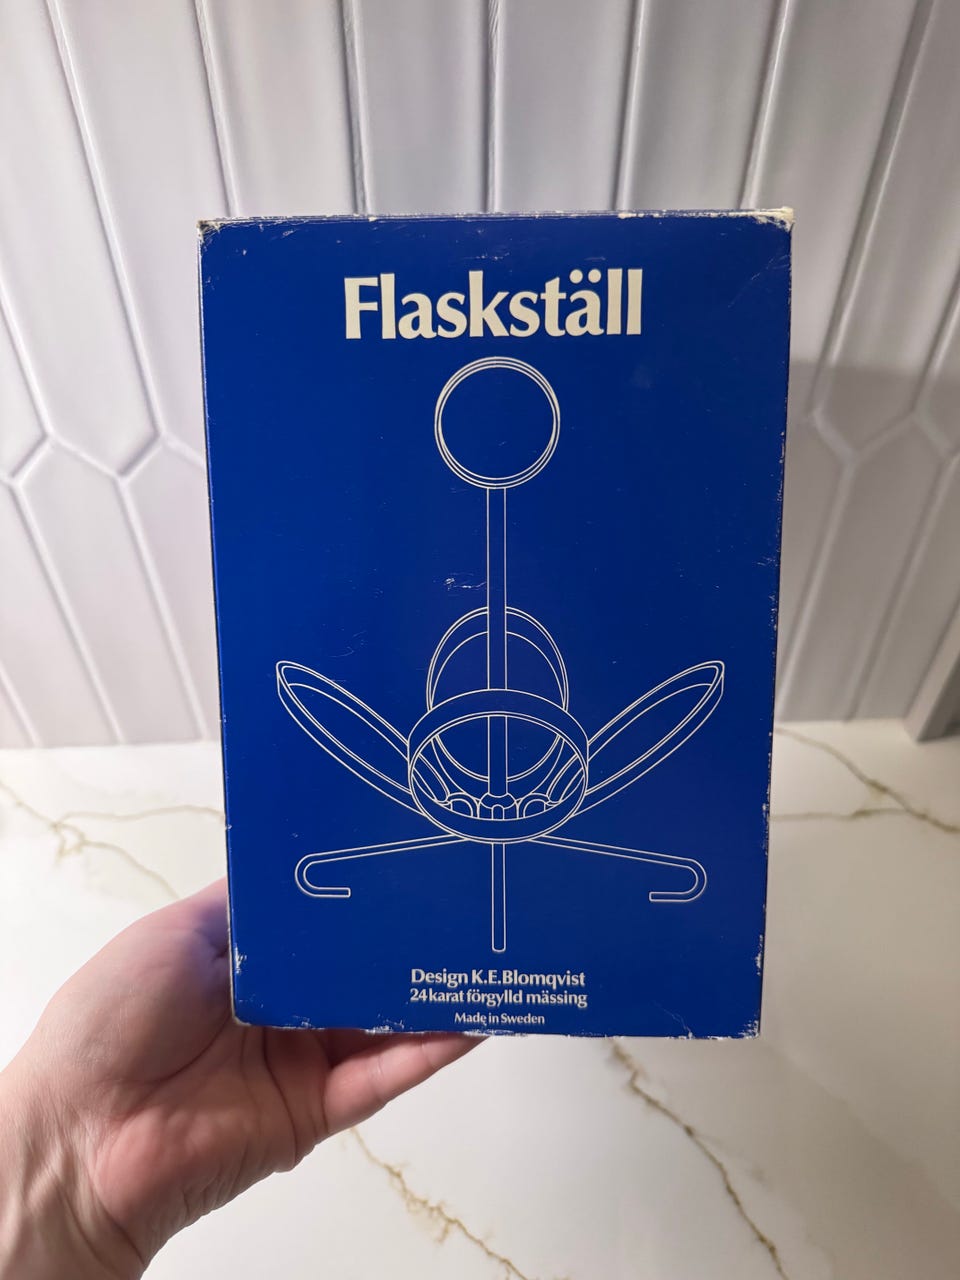 Flaskställ
Design K.E.Blomqvist
24 karat förgylld mässing
Made in Sweden